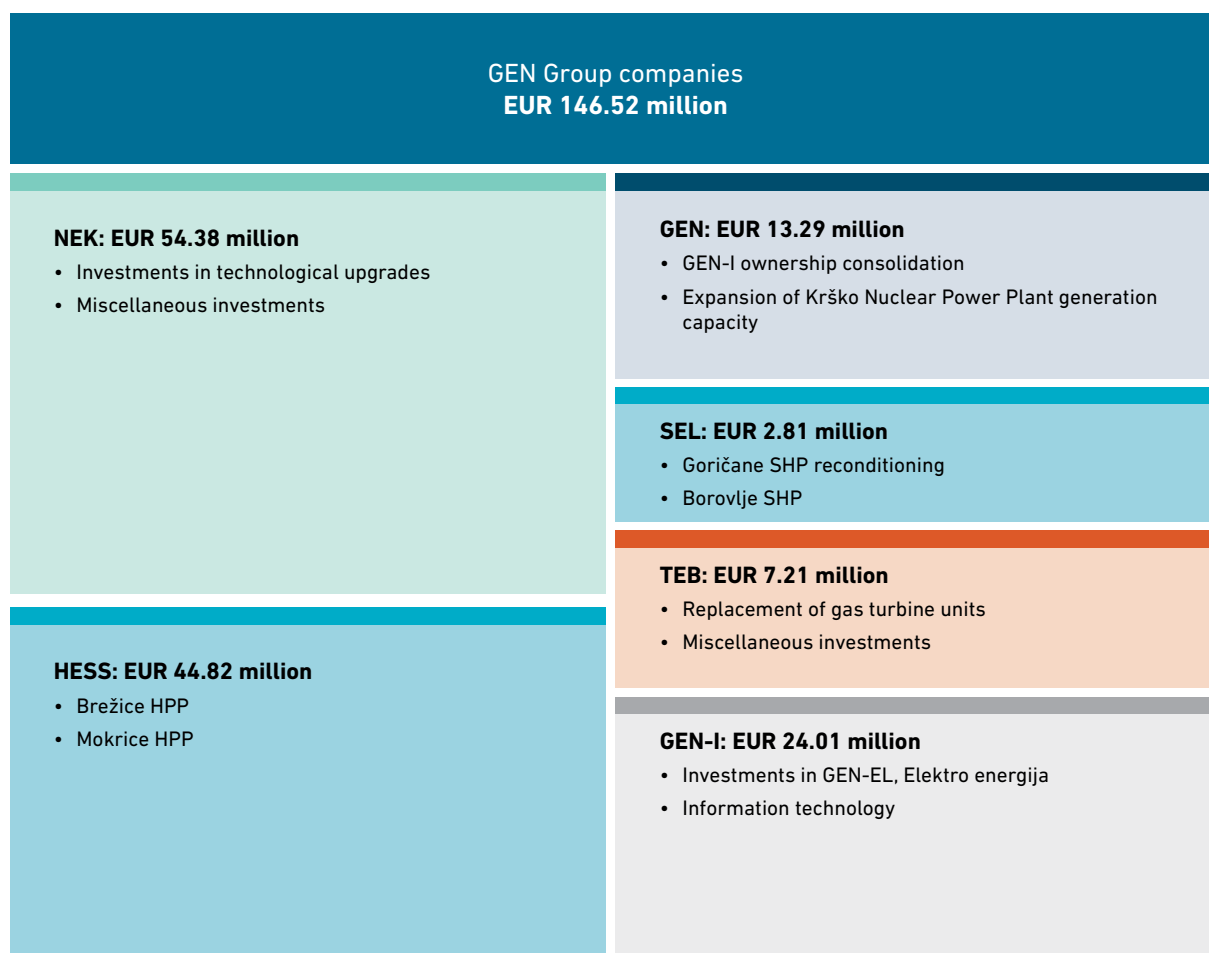 GEN Group companies
EUR 146.52 million
NEK: EUR 54.38 million
• Investments in technological upgrades
• Miscellaneous investments
HESS: EUR 44.82 million
• Brežice HPP
• Mokrice HPP
GEN: EUR 13.29 million
• GEN-I ownership consolidation
• Expansion of Krško Nuclear Power Plant generation
capacity
SEL: EUR 2.81 million
• Goričane SHP reconditioning
• Borovlje SHP
TEB: EUR 7.21 million
• Replacement of gas turbine units
• Miscellaneous investments
GEN-I: EUR 24.01 million
• Investments in GEN-EL, Elektro energija
• Information technology